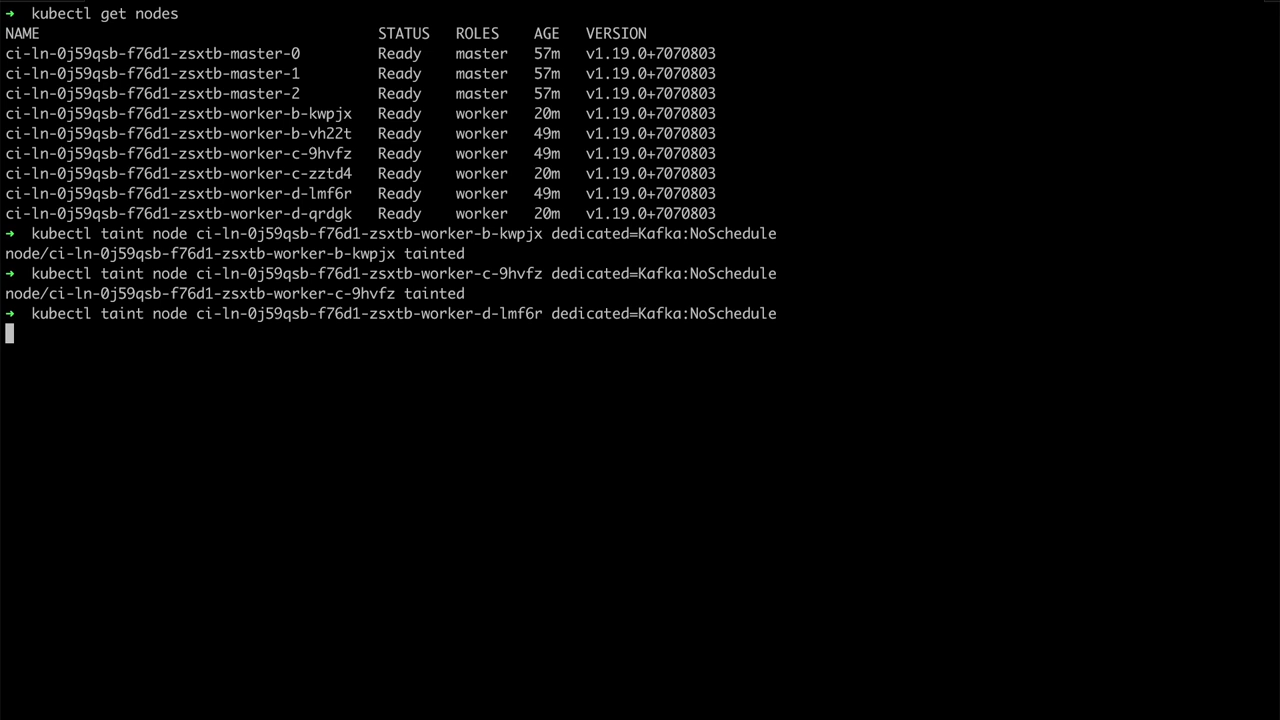 ➜  kubectl get nodes
NAME                                       STATUS   ROLES    AGE   VERSION
ci-ln-0j59qsb-f76d1-zsxtb-master-0         Ready    master   57m   v1.19.0+7070803
ci-ln-0j59qsb-f76d1-zsxtb-master-1         Ready    master   57m   v1.19.0+7070803
ci-ln-0j59qsb-f76d1-zsxtb-master-2         Ready    master   57m   v1.19.0+7070803
ci-ln-0j59qsb-f76d1-zsxtb-worker-b-kwpjx   Ready    worker   20m   v1.19.0+7070803
ci-ln-0j59qsb-f76d1-zsxtb-worker-b-vh22t   Ready    worker   49m   v1.19.0+7070803
ci-ln-0j59qsb-f76d1-zsxtb-worker-c-9hvfz   Ready    worker   49m   v1.19.0+7070803
ci-ln-0j59qsb-f76d1-zsxtb-worker-c-zztd4   Ready    worker   20m   v1.19.0+7070803
ci-ln-0j59qsb-f76d1-zsxtb-worker-d-lmf6r   Ready    worker   49m   v1.19.0+7070803
ci-ln-0j59qsb-f76d1-zsxtb-worker-d-qrdgk   Ready    worker   20m   v1.19.0+7070803
➜  kubectl taint node ci-ln-0j59qsb-f76d1-zsxtb-worker-b-kwpjx dedicated=Kafka:NoSchedule
node/ci-ln-0j59qsb-f76d1-zsxtb-worker-b-kwpjx tainted
➜  kubectl taint node ci-ln-0j59qsb-f76d1-zsxtb-worker-c-9hvfz dedicated=Kafka:NoSchedule
node/ci-ln-0j59qsb-f76d1-zsxtb-worker-c-9hvfz tainted
➜  kubectl taint node ci-ln-0j59qsb-f76d1-zsxtb-worker-d-lmf6r dedicated=Kafka:NoSchedule